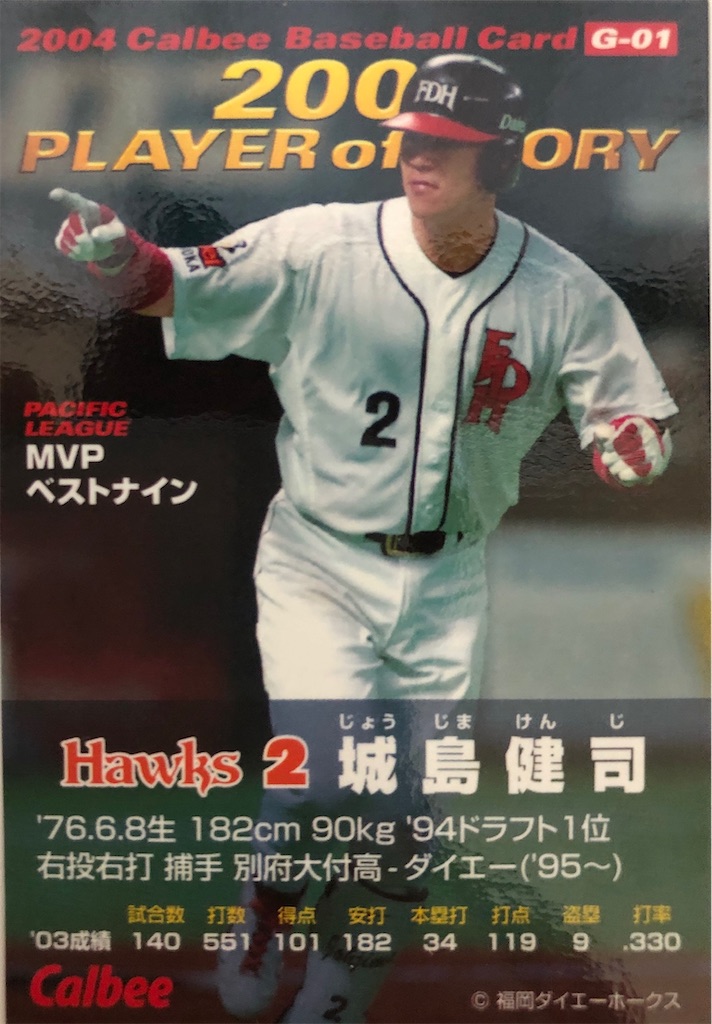 2004 Calbee Baseball Card G-01
200
PLAYER of ORY
FDH
2
PACIFIC
LEAGUE
MVP
ベストナイン
じょう じま けん じ
Hawks 2 城島健司
'76.6.8生 182cm 90kg '94ドラフト1位
右投右打 捕手 別府大付高-ダイエー('95〜)
試合数 打数 得点 安打 本塁打 打点 盗塁 打率
'03成績 140 551 101 182 34 119 9 .330
2
Calbee
© 福岡ダイエーホークス